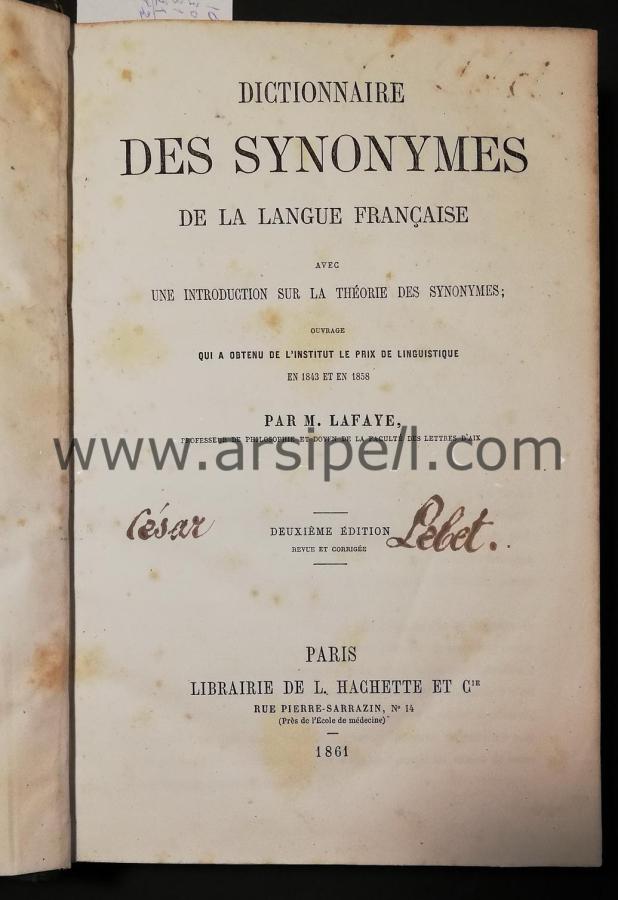 DICTIONNAIRE
DES SYNONYMES
DE LA LANGUE FRANÇAISE
AVEC
UNE INTRODUCTION SUR LA THÉORIE DES SYNONYMES;
OUVRAGE
QUI A OBTENU DE L'INSTITUT LE PRIX DE LINGUISTIQUE
EN 1843 ET EN 1858
PAR M. LAFAYE,
PROFESSEUR DE PHILOSOPHIE ET DOYEN DE LA FACULTÉ DES LETTRES D'AIX
www.arsipe/l.com
César
DEUXIÈME ÉDITION
Lebet.
REVUE ET CORRIGÉE
PARIS
LIBRAIRIE DE L. HACHETTE ET Cie
RUE PIERRE-SARRAZIN, No 14
(Près de l'École de médecine)
1861